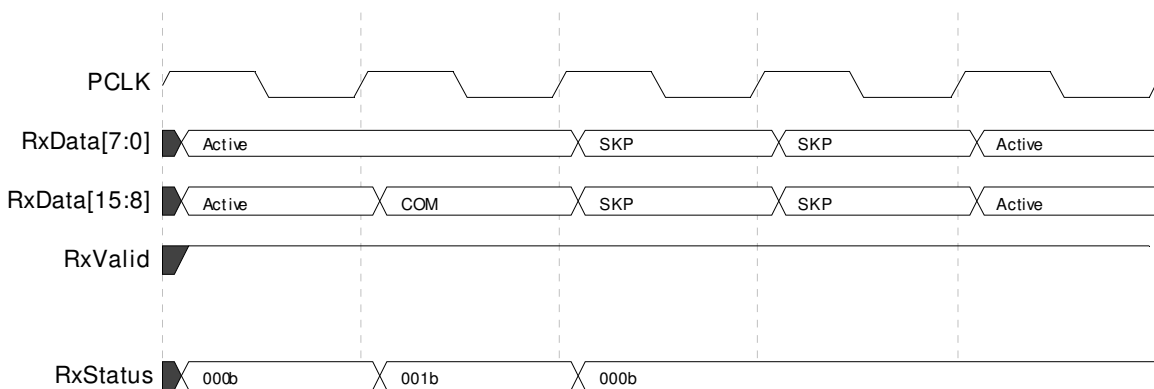 PCLK
RxData[7:0] Active SKP SKP Active
RxData[15:8] Active COM SKP SKP Active
RxValid
RxStatus 000b 001b 000b